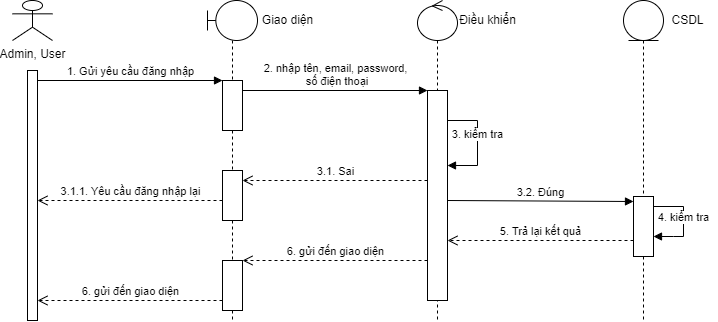 Admin, User
Giao diện
Điều khiển
CSDL
1. Gửi yêu cầu đăng nhập
2. nhập tên, email, password,
số điện thoại
3. kiểm tra
3.1. Sai
3.1.1. Yêu cầu đăng nhập lại
3.2. Đúng
4. kiểm tra
5. Trả lại kết quả
6. gửi đến giao diện
6. gửi đến giao diện